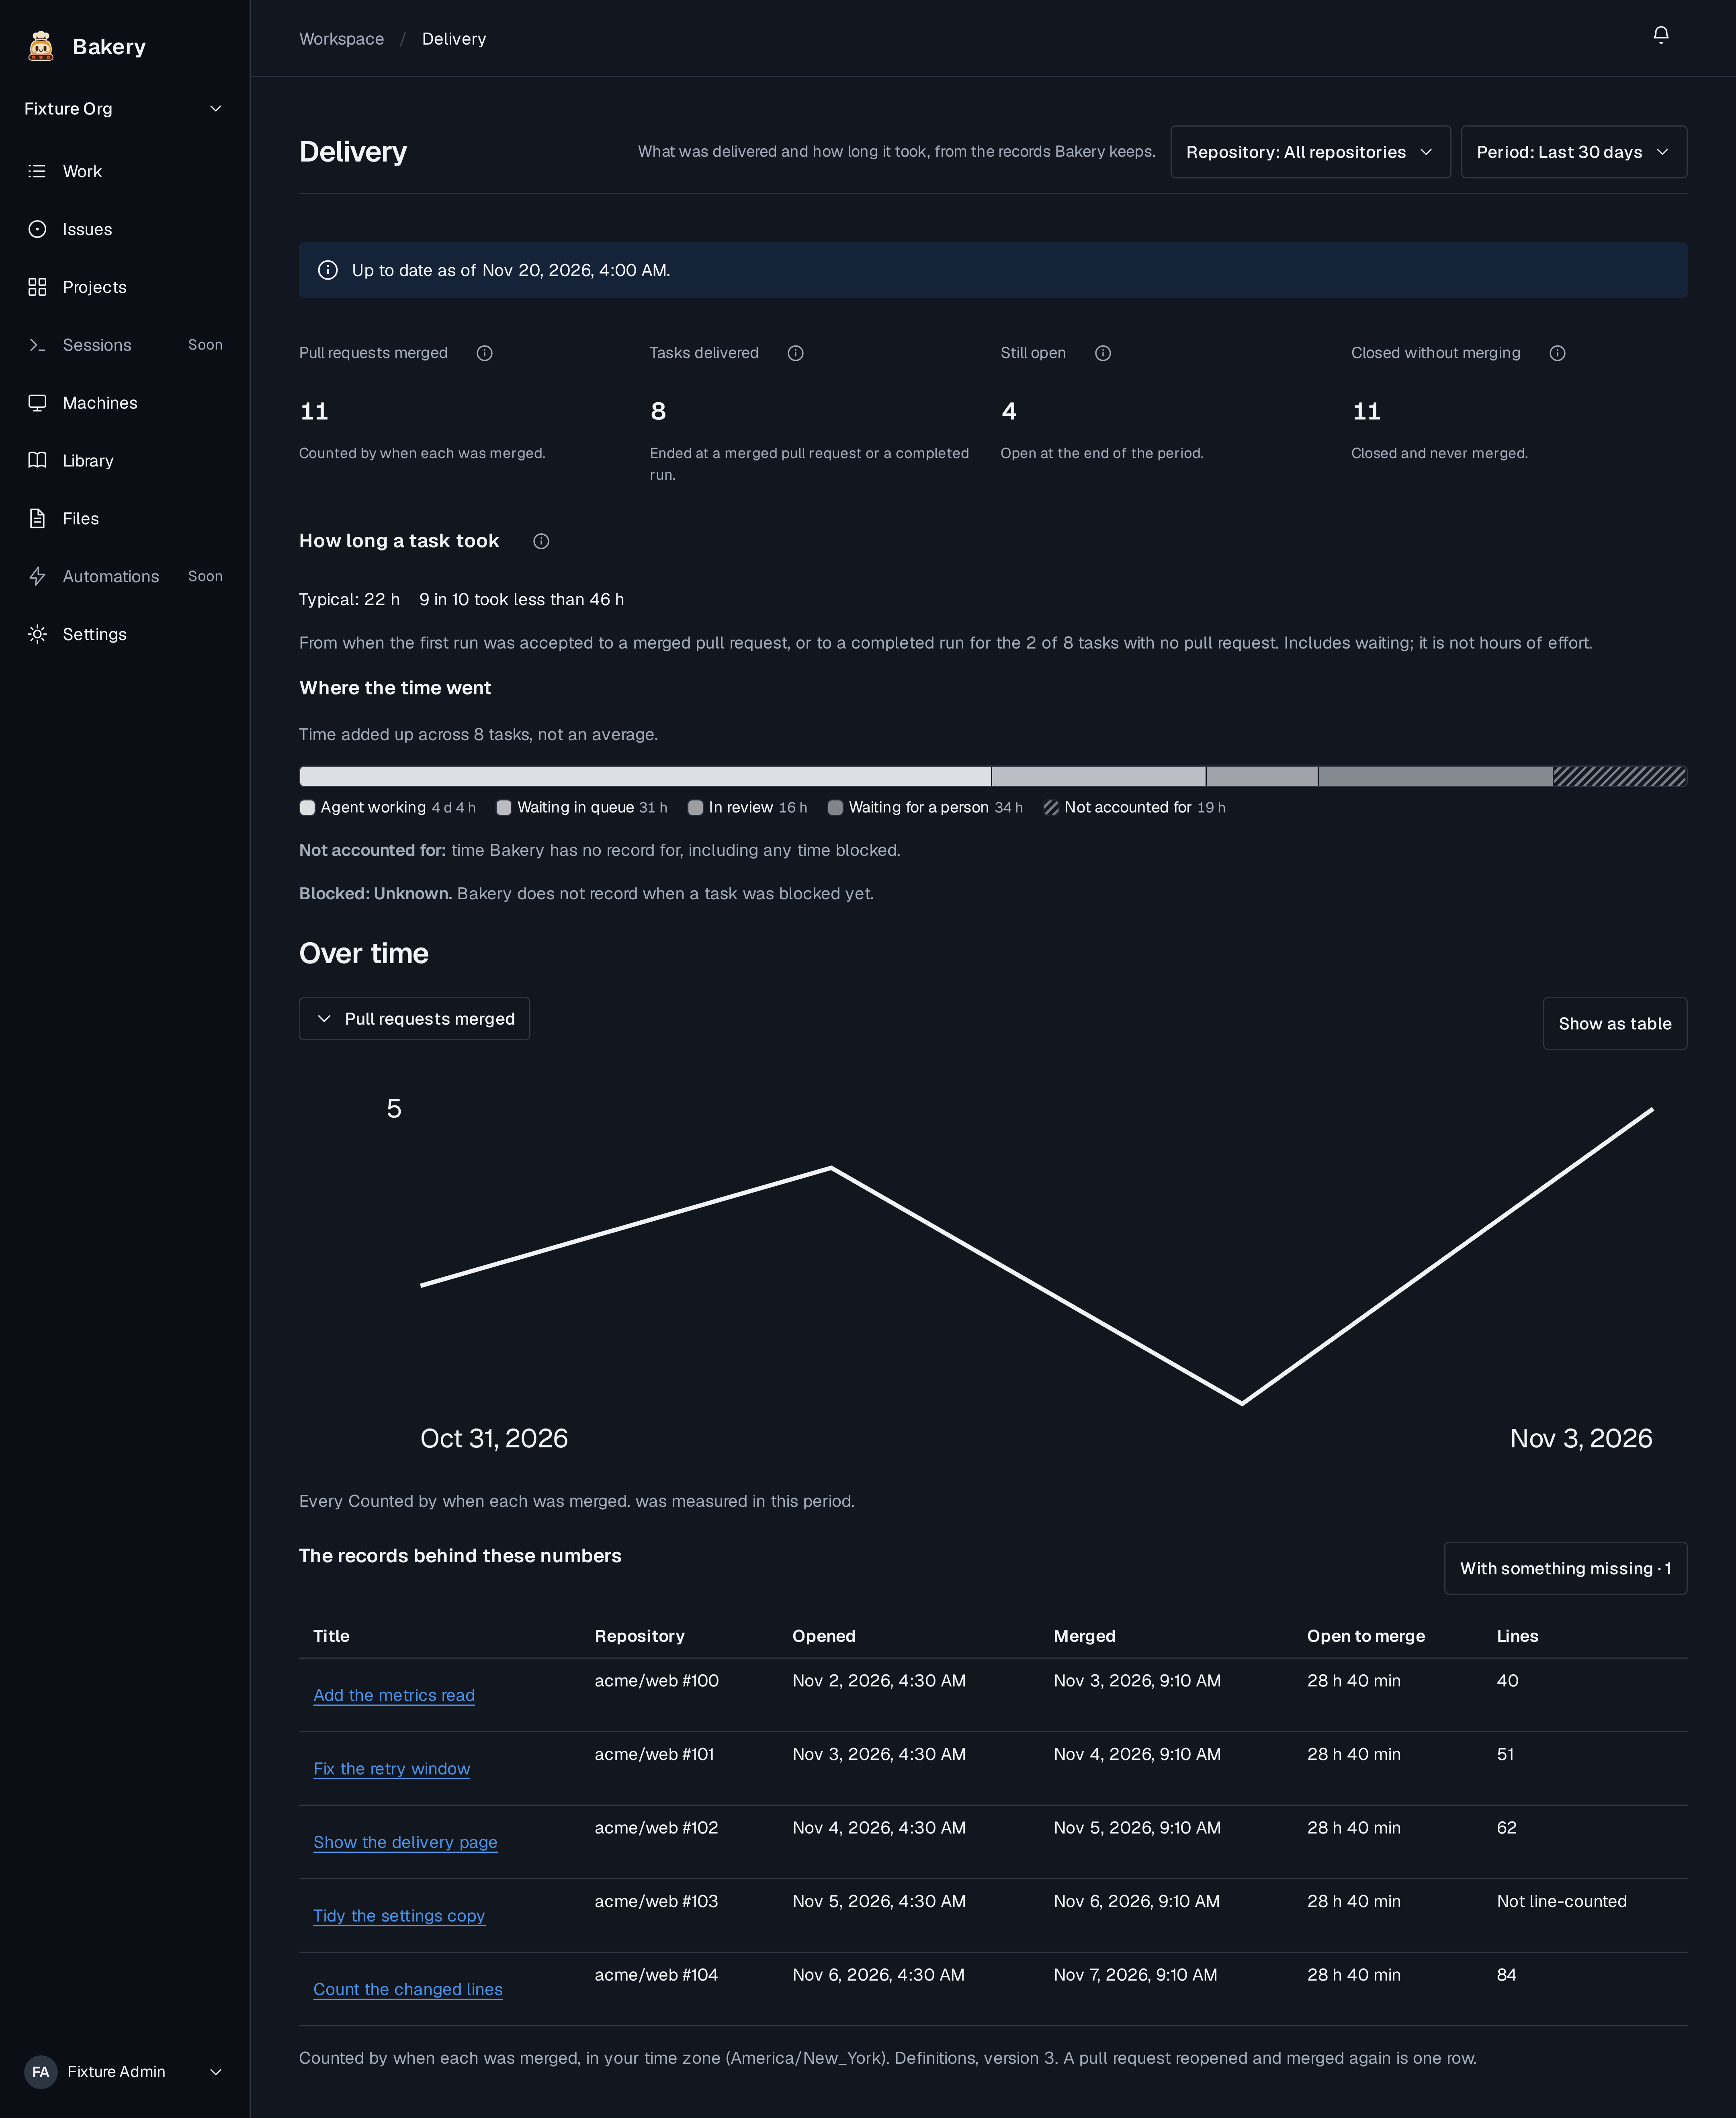 Bakery
Fixture Org
Work
Issues
Projects
Sessions Soon
Machines
Library
Files
Automations Soon
Settings
FA Fixture Admin
Workspace / Delivery
Delivery
What was delivered and how long it took, from the records Bakery keeps.
Repository: All repositories
Period: Last 30 days
Up to date as of Nov 20, 2026, 4:00 AM.
Pull requests merged
11
Counted by when each was merged.
Tasks delivered
8
Ended at a merged pull request or a completed
run.
Still open
4
Open at the end of the period.
Closed without merging
11
Closed and never merged.
How long a task took
Typical: 22 h 9 in 10 took less than 46 h
From when the first run was accepted to a merged pull request, or to a completed run for the 2 of 8 tasks with no pull request. Includes waiting; it is not hours of effort.
Where the time went
Time added up across 8 tasks, not an average.
Agent working 4 d 4 h Waiting in queue 31 h In review 16 h Waiting for a person 34 h Not accounted for 19 h
Not accounted for: time Bakery has no record for, including any time blocked.
Blocked: Unknown. Bakery does not record when a task was blocked yet.
Over time
Pull requests merged
Show as table
5
Oct 31, 2026 Nov 3, 2026
Every Counted by when each was merged. was measured in this period.
The records behind these numbers
With something missing · 1
Title Repository Opened Merged Open to merge Lines
Add the metrics read acme/web #100 Nov 2, 2026, 4:30 AM Nov 3, 2026, 9:10 AM 28 h 40 min 40
Fix the retry window acme/web #101 Nov 3, 2026, 4:30 AM Nov 4, 2026, 9:10 AM 28 h 40 min 51
Show the delivery page acme/web #102 Nov 4, 2026, 4:30 AM Nov 5, 2026, 9:10 AM 28 h 40 min 62
Tidy the settings copy acme/web #103 Nov 5, 2026, 4:30 AM Nov 6, 2026, 9:10 AM 28 h 40 min Not line-counted
Count the changed lines acme/web #104 Nov 6, 2026, 4:30 AM Nov 7, 2026, 9:10 AM 28 h 40 min 84
Counted by when each was merged, in your time zone (America/New_York). Definitions, version 3. A pull request reopened and merged again is one row.